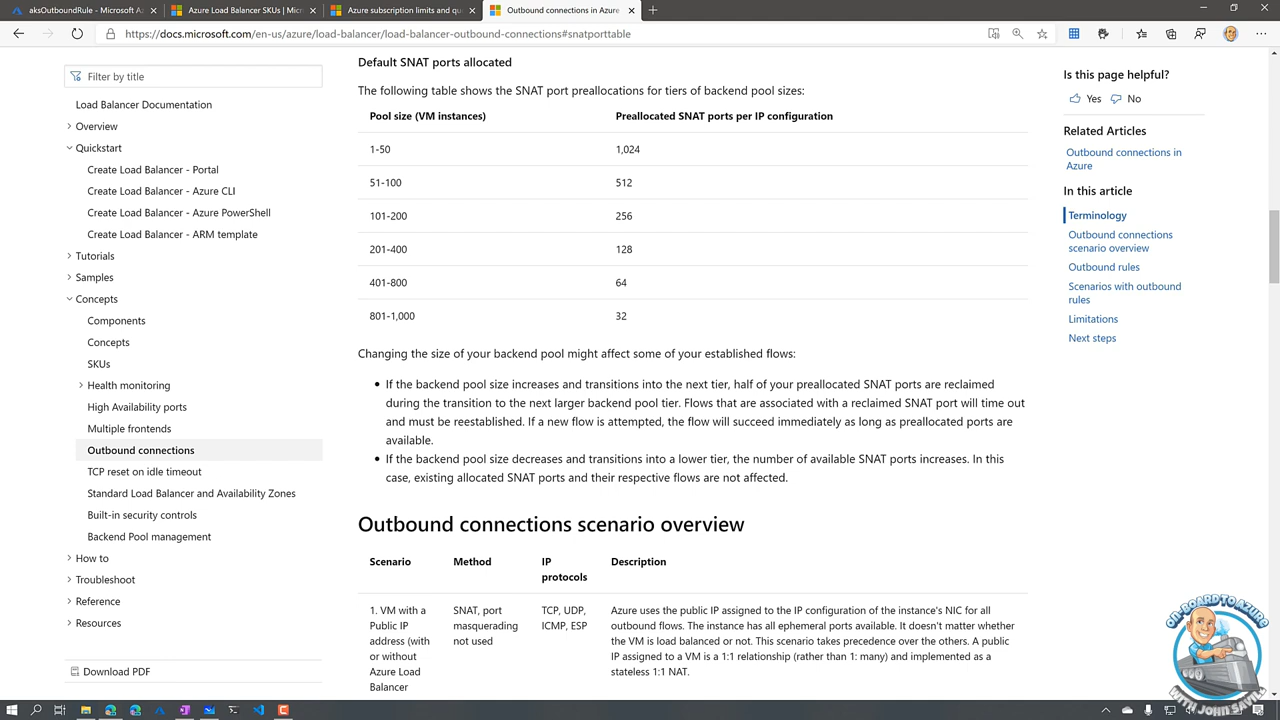 aksOutboundRule - Microsoft Az
Azure Load Balancer SKUs | Micr
Azure subscription limits and qu
Outbound connections in Azure
https://docs.microsoft.com/en-us/azure/load-balancer/load-balancer-outbound-connections#snatporttable
Filter by title
Load Balancer Documentation
Overview
Quickstart
Create Load Balancer - Portal
Create Load Balancer - Azure CLI
Create Load Balancer - Azure PowerShell
Create Load Balancer - ARM template
Tutorials
Samples
Concepts
Components
Concepts
SKUs
Health monitoring
High Availability ports
Multiple frontends
Outbound connections
TCP reset on idle timeout
Standard Load Balancer and Availability Zones
Built-in security controls
Backend Pool management
How to
Troubleshoot
Reference
Resources
Download PDF
Default SNAT ports allocated
The following table shows the SNAT port preallocations for tiers of backend pool sizes:
Pool size (VM instances) Preallocated SNAT ports per IP configuration
1-50 1,024
51-100 512
101-200 256
201-400 128
401-800 64
801-1,000 32
Changing the size of your backend pool might affect some of your established flows:
• If the backend pool size increases and transitions into the next tier, half of your preallocated SNAT ports are reclaimed
during the transition to the next larger backend pool tier. Flows that are associated with a reclaimed SNAT port will time out
and must be reestablished. If a new flow is attempted, the flow will succeed immediately as long as preallocated ports are
available.
• If the backend pool size decreases and transitions into a lower tier, the number of available SNAT ports increases. In this
case, existing allocated SNAT ports and their respective flows are not affected.
Outbound connections scenario overview
Scenario Method IP Description
protocols
1. VM with a SNAT, port TCP, UDP, Azure uses the public IP assigned to the IP configuration of the instance's NIC for all
Public IP masquerading ICMP, ESP outbound flows. The instance has all ephemeral ports available. It doesn't matter whether
address (with not used the VM is load balanced or not. This scenario takes precedence over the others. A public
or without IP assigned to a VM is a 1:1 relationship (rather than 1: many) and implemented as a
Azure Load stateless 1:1 NAT.
Balancer
Is this page helpful?
Yes No
Related Articles
Outbound connections in
Azure
In this article
Terminology
Outbound connections
scenario overview
Outbound rules
Scenarios with outbound
rules
Limitations
Next steps
ON-BOARD TO AZURE
WITH JOHN SAVILL